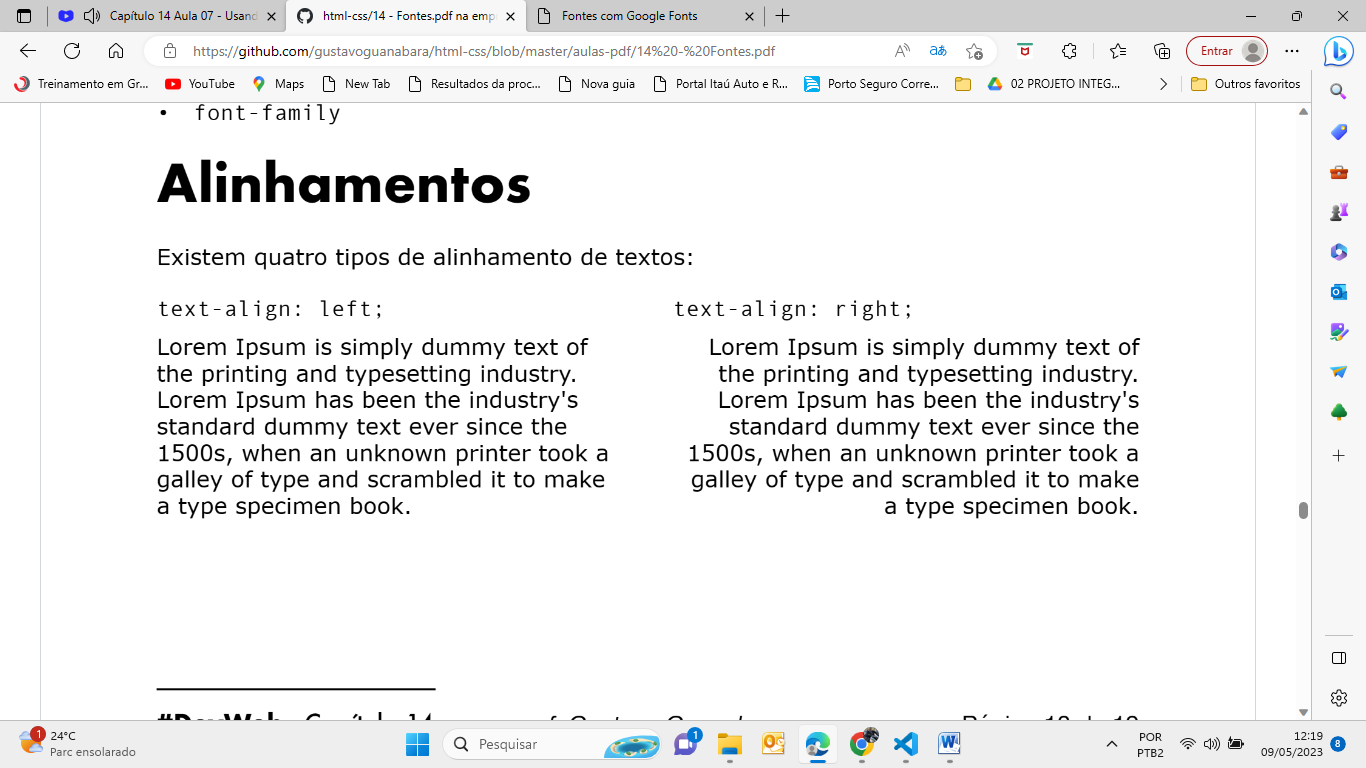 Capítulo 14 Aula 07 - Usand
html-css/14 - Fontes.pdf na emp
Fontes com Google Fonts
https://github.com/gustavoguanabara/html-css/blob/master/aulas-pdf/14%20-%20Fontes.pdf
Entrar
Treinamento em Gr...
YouTube
Maps
New Tab
Resultados da proc...
Nova guia
Portal Itaú Auto e R...
Porto Seguro Corre...
02 PROJETO INTEG...
Outros favoritos
• font-family
Alinhamentos
Existem quatro tipos de alinhamento de textos:
text-align: left;
Lorem Ipsum is simply dummy text of
the printing and typesetting industry.
Lorem Ipsum has been the industry's
standard dummy text ever since the
1500s, when an unknown printer took a
galley of type and scrambled it to make
a type specimen book.
text-align: right;
Lorem Ipsum is simply dummy text of
the printing and typesetting industry.
Lorem Ipsum has been the industry's
standard dummy text ever since the
1500s, when an unknown printer took a
galley of type and scrambled it to make
a type specimen book.
#DevWeb Capítulo 14
1
24°C
Parc ensolarado
Pesquisar
1
POR
PTB2
12:19
09/05/2023
8